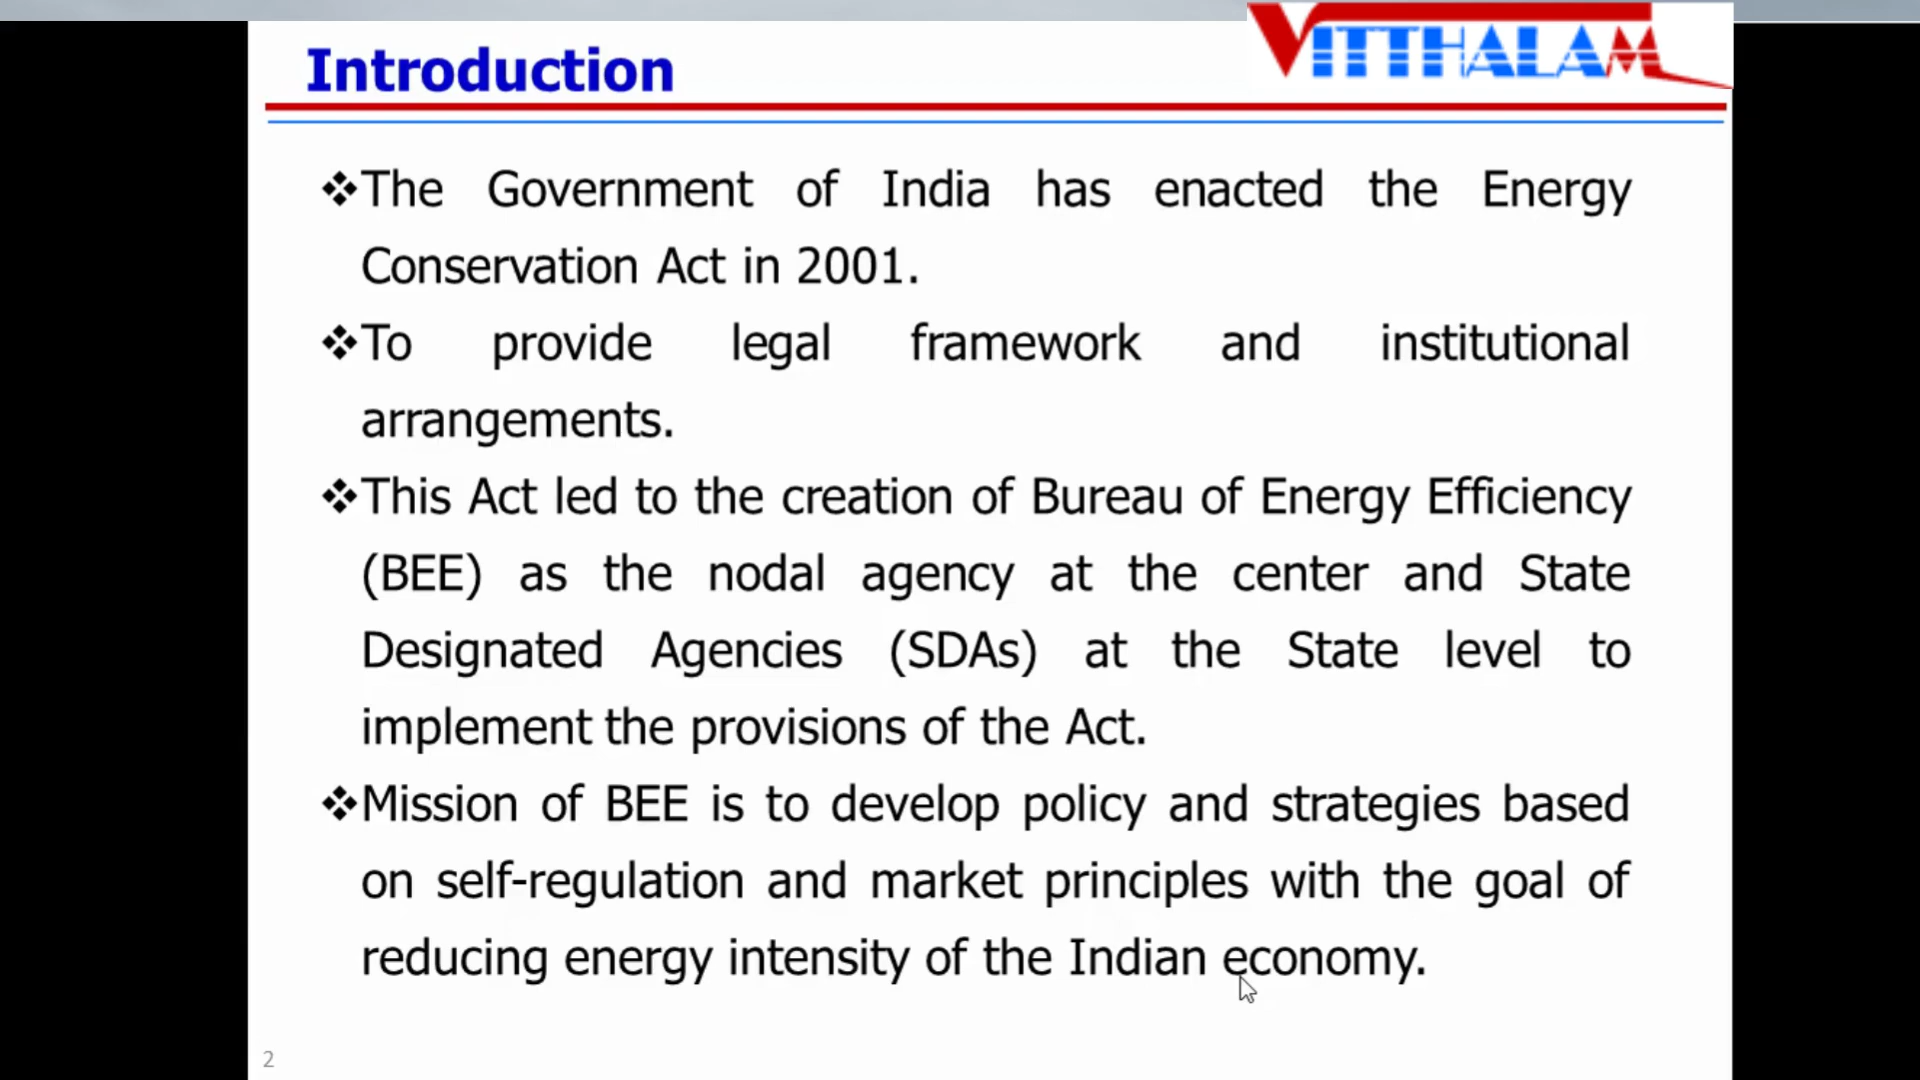 VITTHALAM
Introduction
❖The Government of India has enacted the Energy
Conservation Act in 2001.
❖To provide legal framework and institutional
arrangements.
❖This Act led to the creation of Bureau of Energy Efficiency
(BEE) as the nodal agency at the center and State
Designated Agencies (SDAs) at the State level to
implement the provisions of the Act.
❖Mission of BEE is to develop policy and strategies based
on self-regulation and market principles with the goal of
reducing energy intensity of the Indian economy.
2